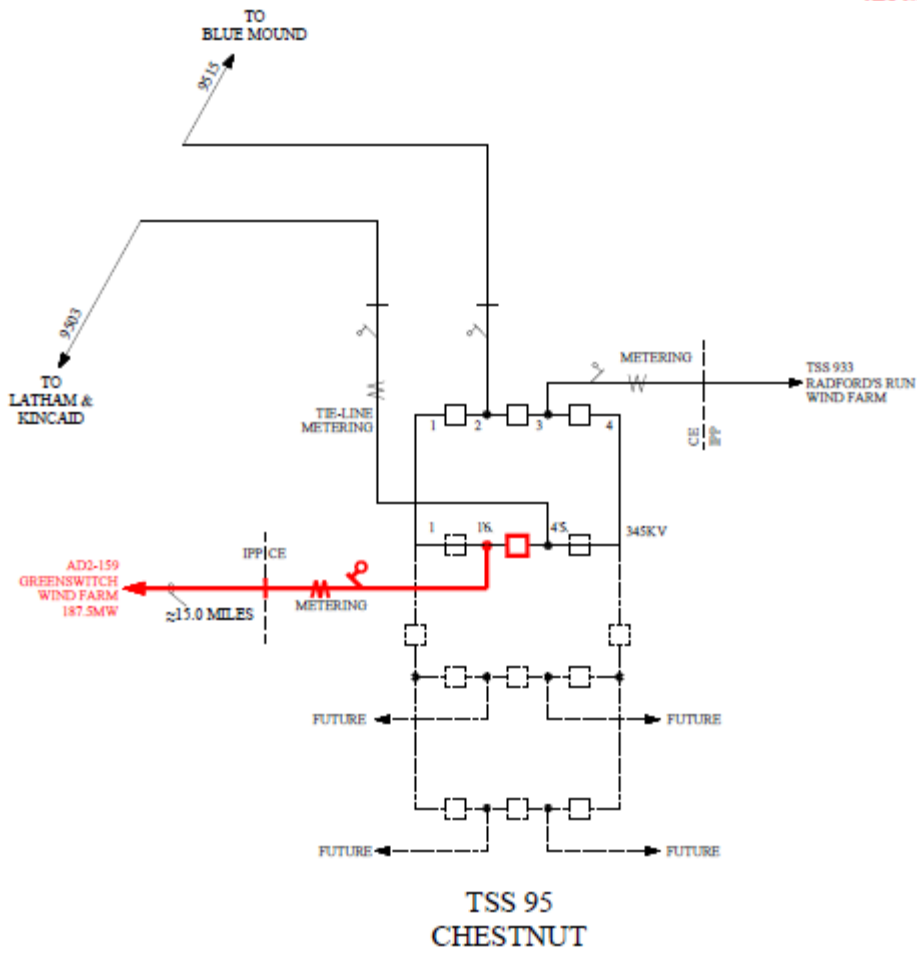 TO
BLUE MOUND
9515
9503
TO
LATHAM &
KINCAID
TIE-LINE
METERING
METERING
TSS 933
RADFORD'S RUN
WIND FARM
CE IPP
1 2 3 4
1 1'6. 4'5. 345KV
IPP CE
AD2-159
GREENSWITCH
WIND FARM
187.5MW
≈15.0 MILES
METERING
FUTURE FUTURE
FUTURE FUTURE
TSS 95
CHESTNUT